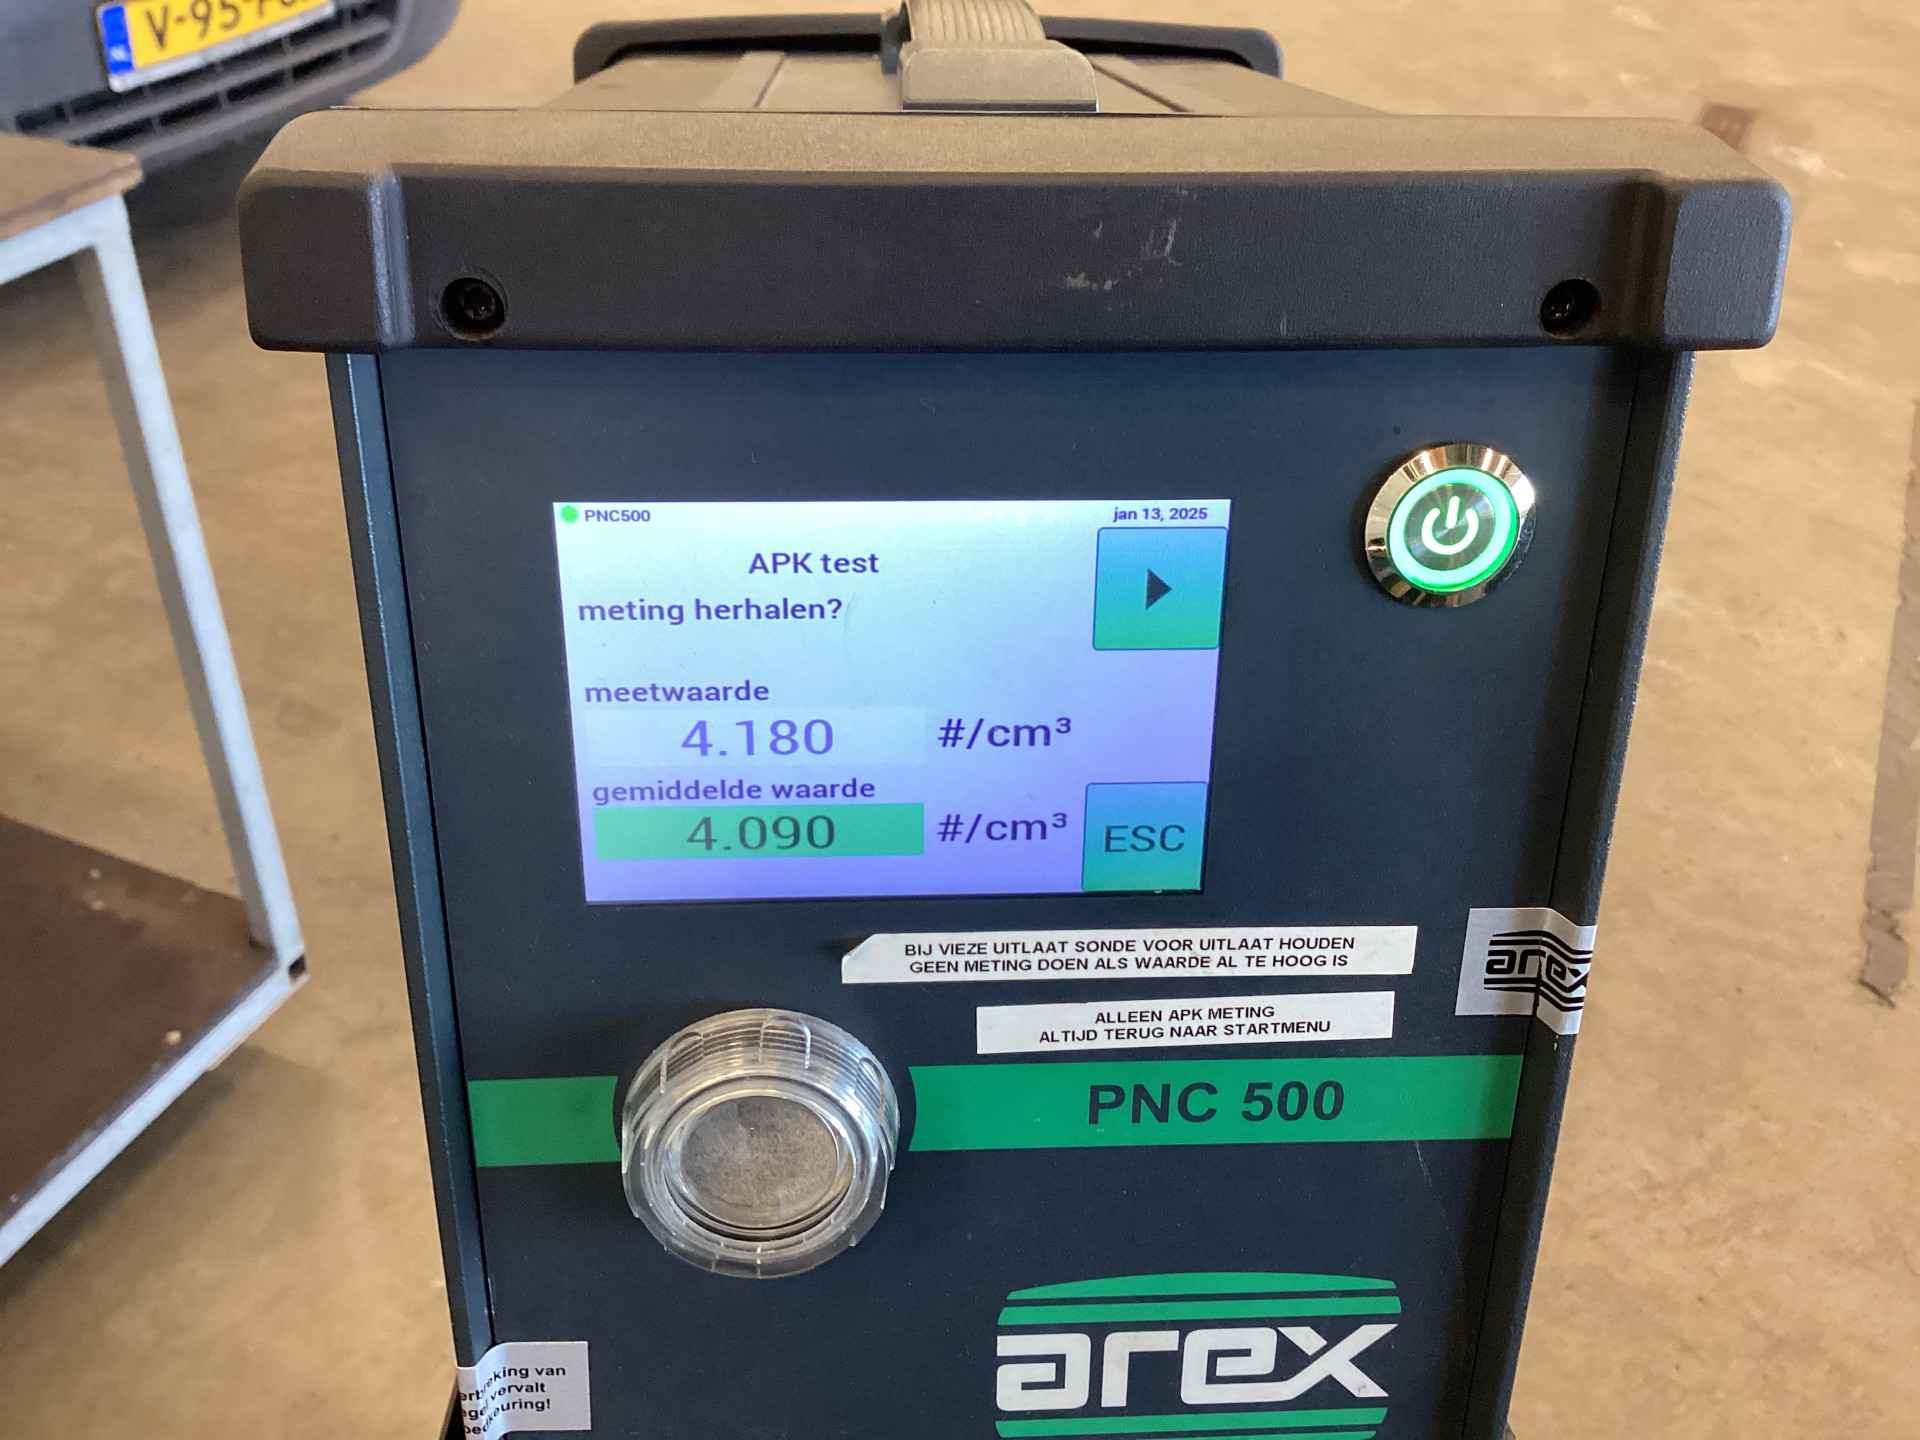 PNC500
jan 13, 2025
APK test
meting herhalen?
meetwaarde
4.180 #/cm³
gemiddelde waarde
4.090 #/cm³
ESC
BIJ VIEZE UITLAAT SONDE VOOR UITLAAT HOUDEN
GEEN METING DOEN ALS WAARDE AL TE HOOG IS
arex
ALLEEN APK METING
ALTIJD TERUG NAAR STARTMENU
PNC 500
arex
van
vervalt